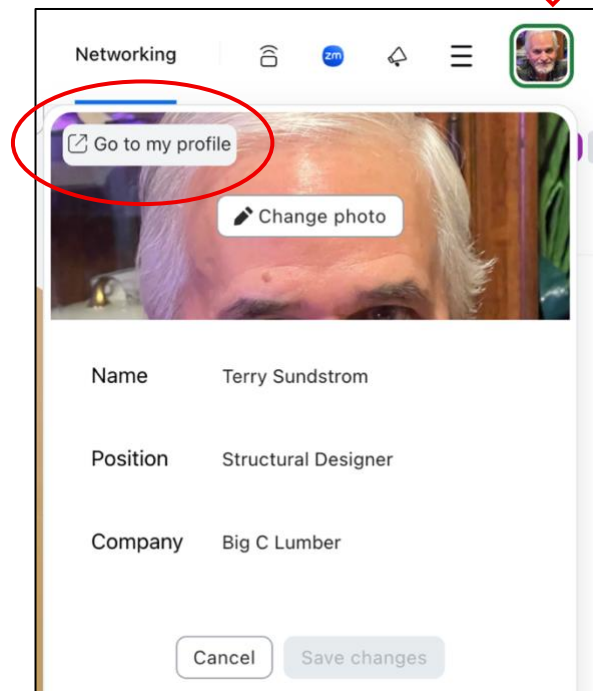 Networking
zm
Go to my profile
Change photo
Name Terry Sundstrom
Position Structural Designer
Company Big C Lumber
Cancel Save changes